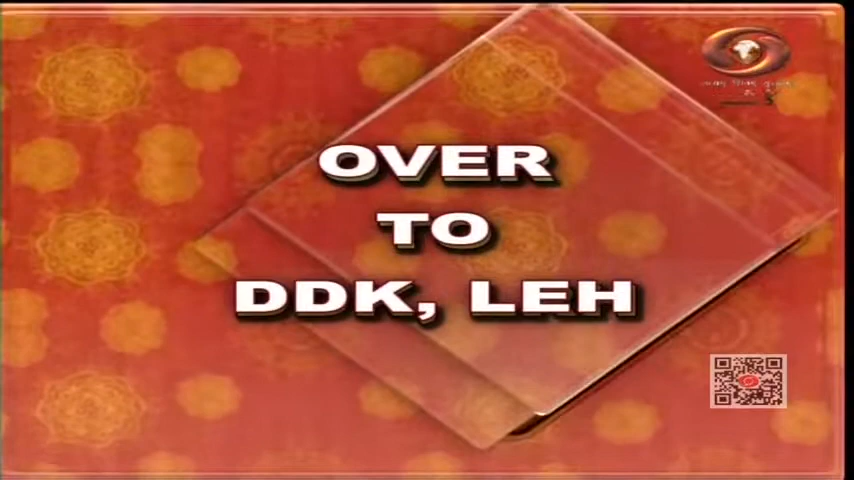 OVER
TO
DDK, LEH